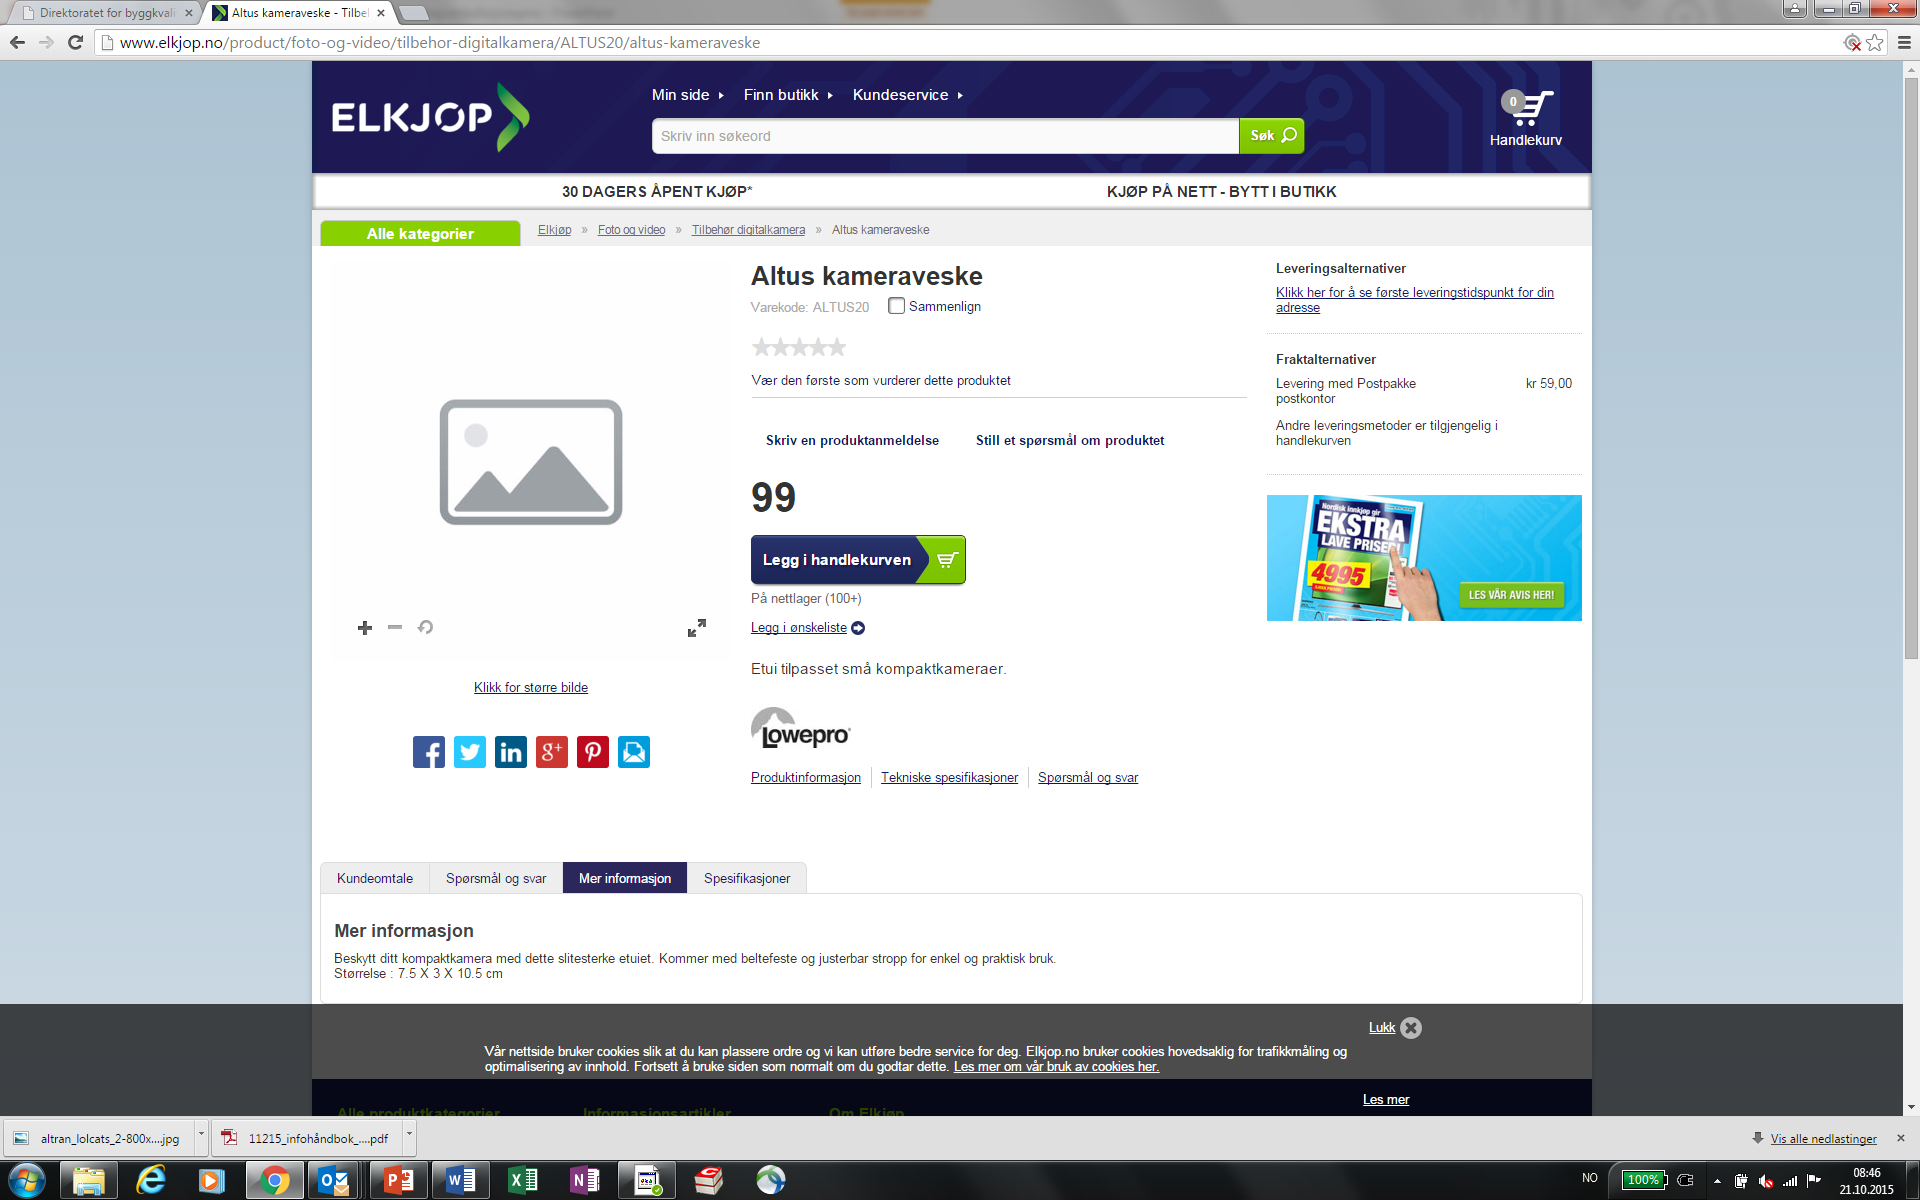 Direktoratet for byggkvali
Altus kameraveske - Tilbe
www.elkjop.no/product/foto-og-video/tilbehor-digitalkamera/ALTUS20/altus-kameraveske
ELKJØP
Min side
Finn butikk
Kundeservice
Skriv inn søkeord
Søk
0
Handlekurv
30 DAGERS ÅPENT KJØP*
KJØP PÅ NETT - BYTT I BUTIKK
Alle kategorier
Elkjøp » Foto og video » Tilbehør digitalkamera » Altus kameraveske
Altus kameraveske
Varekode: ALTUS20
Sammenlign
Vær den første som vurderer dette produktet
Skriv en produktanmeldelse
Still et spørsmål om produktet
99
Legg i handlekurven
På nettlager (100+)
Legg i ønskeliste
Etui tilpasset små kompaktkameraer.
Lowepro
Produktinformasjon
Tekniske spesifikasjoner
Spørsmål og svar
Klikk for større bilde
Leveringsalternativer
Klikk her for å se første leveringstidspunkt for din
adresse
Fraktalternativer
Levering med Postpakke
postkontor
kr 59,00
Andre leveringsmetoder er tilgjengelig i
handlekurven
Nordisk innkjøp gir
EKSTRA
LAVE PRISER!
4995
LES VÅR AVIS HER!
Kundeomtale
Spørsmål og svar
Mer informasjon
Spesifikasjoner
Mer informasjon
Beskytt ditt kompaktkamera med dette slitesterke etuiet. Kommer med beltefeste og justerbar stropp for enkel og praktisk bruk.
Størrelse : 7.5 X 3 X 10.5 cm
Lukk
Vår nettside bruker cookies slik at du kan plassere ordre og vi kan utføre bedre service for deg. Elkjop.no bruker cookies hovedsaklig for trafikkmåling og
optimalisering av innhold. Fortsett å bruke siden som normalt om du godtar dette. Les mer om vår bruk av cookies her.
Les mer
Alle produktkategorier
Informasjonsartikler
Om Elkjøp
altran_lolcats_2-800x....jpg
11215_infohåndbok_....pdf
Vis alle nedlastinger
NO
100%
08:46
21.10.2015